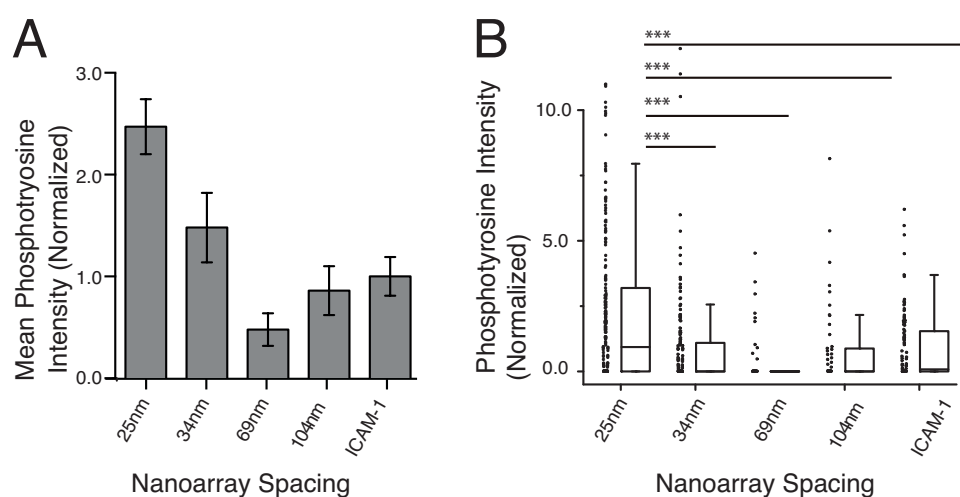 A
Mean Phosphotryosine
Intensity (Normalized)
3.0
2.0
1.0
0.0
25nm
34nm
69nm
104nm
ICAM-1
Nanoarray Spacing
B
Phosphotyrosine Intensity
(Normalized)
10.0
5.0
0.0
***
***
***
***
25nm
34nm
69nm
104nm
ICAM-1
Nanoarray Spacing